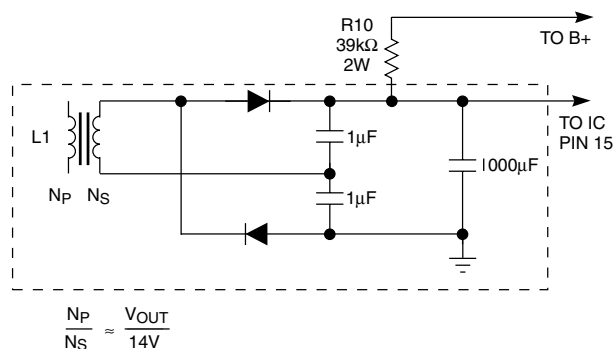 R10
39kΩ
2W
TO B+
L1
1µF
TO IC
PIN 15
1000µF
NP NS
1µF
NP
NS
≈
VOUT
14V